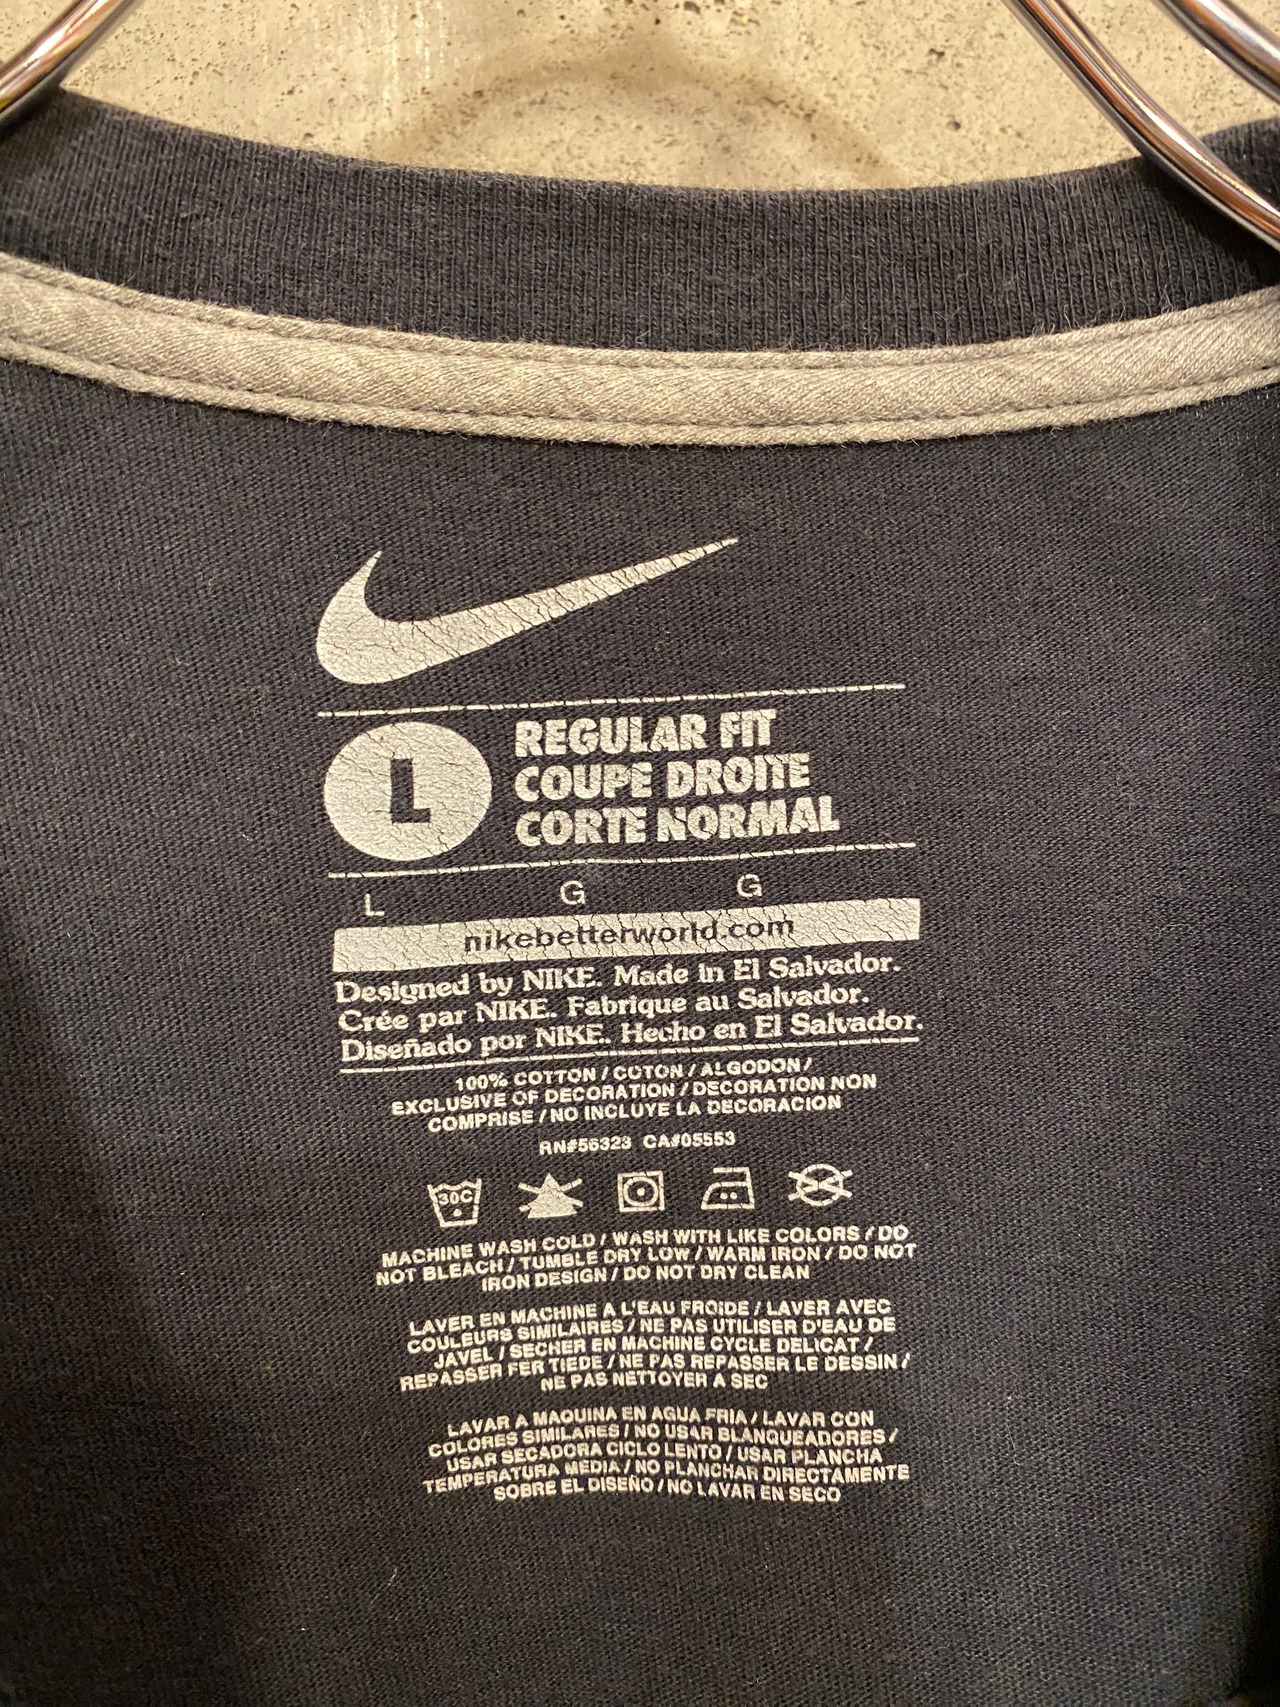 L
REGULAR FIT
COUPE DROITE
CORTE NORMAL
L G G
nikebetterworld.com
Designed by NIKE. Made in El Salvador.
Crée par NIKE. Fabrique au Salvador.
Diseñado por NIKE. Hecho en El Salvador.
100% COTTON / COTON / ALGODON /
EXCLUSIVE OF DECORATION / DECORATION NON
COMPRISE / NO INCLUYE LA DECORACION
RN#56323 CA#05553
30C
MACHINE WASH COLD / WASH WITH LIKE COLORS / DO
NOT BLEACH / TUMBLE DRY LOW / WARM IRON / DO NOT
IRON DESIGN / DO NOT DRY CLEAN
LAVER EN MACHINE A L'EAU FROIDE / LAVER AVEC
COULEURS SIMILAIRES / NE PAS UTILISER D'EAU DE
JAVEL / SECHER EN MACHINE CYCLE DELICAT /
REPASSER FER TIEDE / NE PAS REPASSER LE DESSIN /
NE PAS NETTOYER A SEC
LAVAR A MAQUINA EN AGUA FRIA / LAVAR CON
COLORES SIMILARES / NO USAR BLANQUEADORES /
USAR SECADORA CICLO LENTO / USAR PLANCHA
TEMPERATURA MEDIA / NO PLANCHAR DIRECTAMENTE
SOBRE EL DISEÑO / NO LAVAR EN SECO